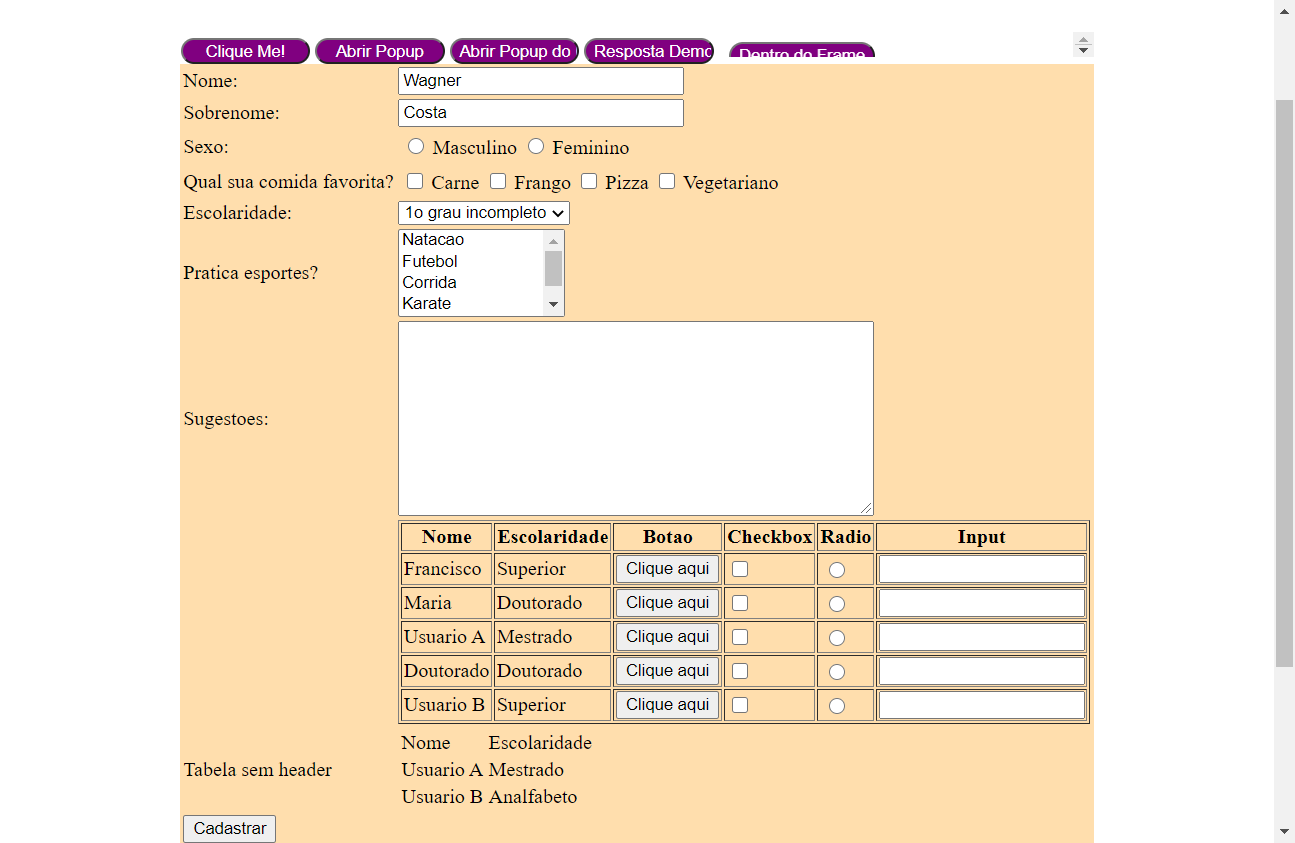 Clique Me! Abrir Popup Abrir Popup do Resposta Demo Dentro do Frame
Nome: Wagner
Sobrenome: Costa
Sexo: Masculino Feminino
Qual sua comida favorita? Carne Frango Pizza Vegetariano
Escolaridade: 1o grau incompleto
Natacao
Futebol
Pratica esportes?
Corrida
Karate
Sugestoes:
Nome Escolaridade Botao Checkbox Radio Input
Francisco Superior Clique aqui
Maria Doutorado Clique aqui
Usuario A Mestrado Clique aqui
Doutorado Doutorado Clique aqui
Usuario B Superior Clique aqui
Nome Escolaridade
Tabela sem header Usuario A Mestrado
Usuario B Analfabeto
Cadastrar